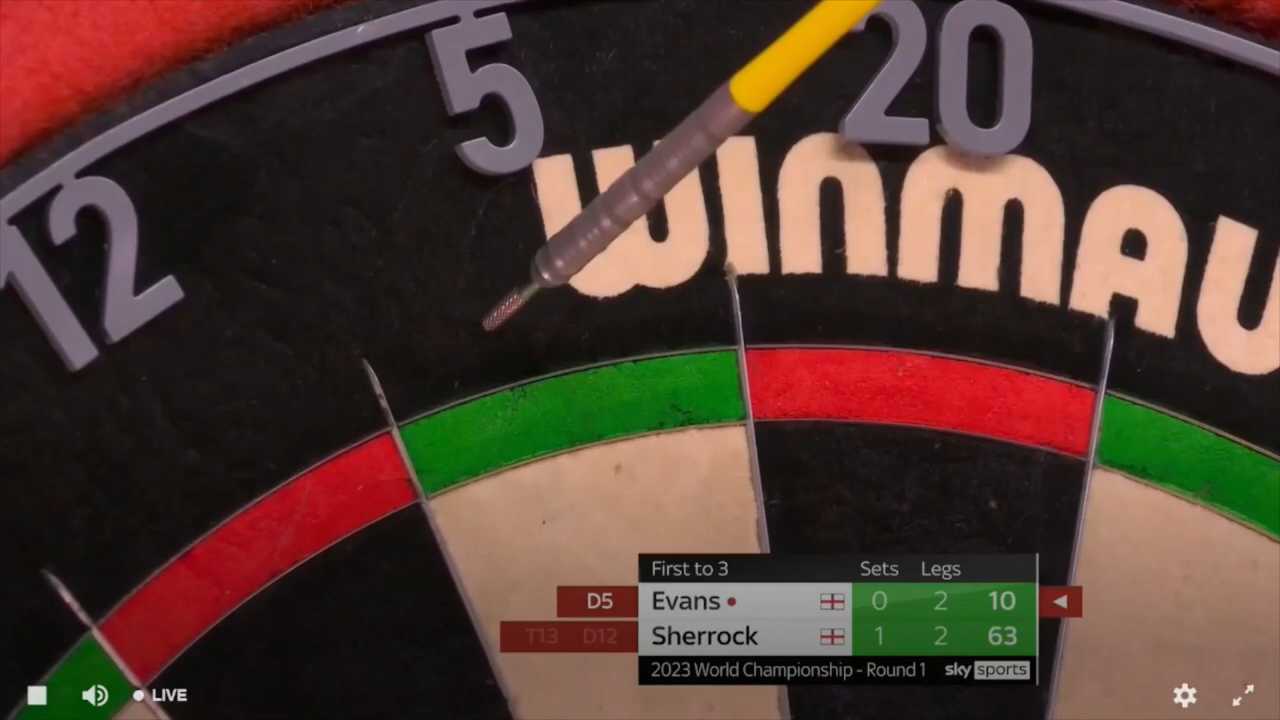 5 20
12
WINMAU
First to 3 Sets Legs
D5 Evans 0 2 10
T13 D12 Sherrock 1 2 63
2023 World Championship - Round 1 sky sports
LIVE